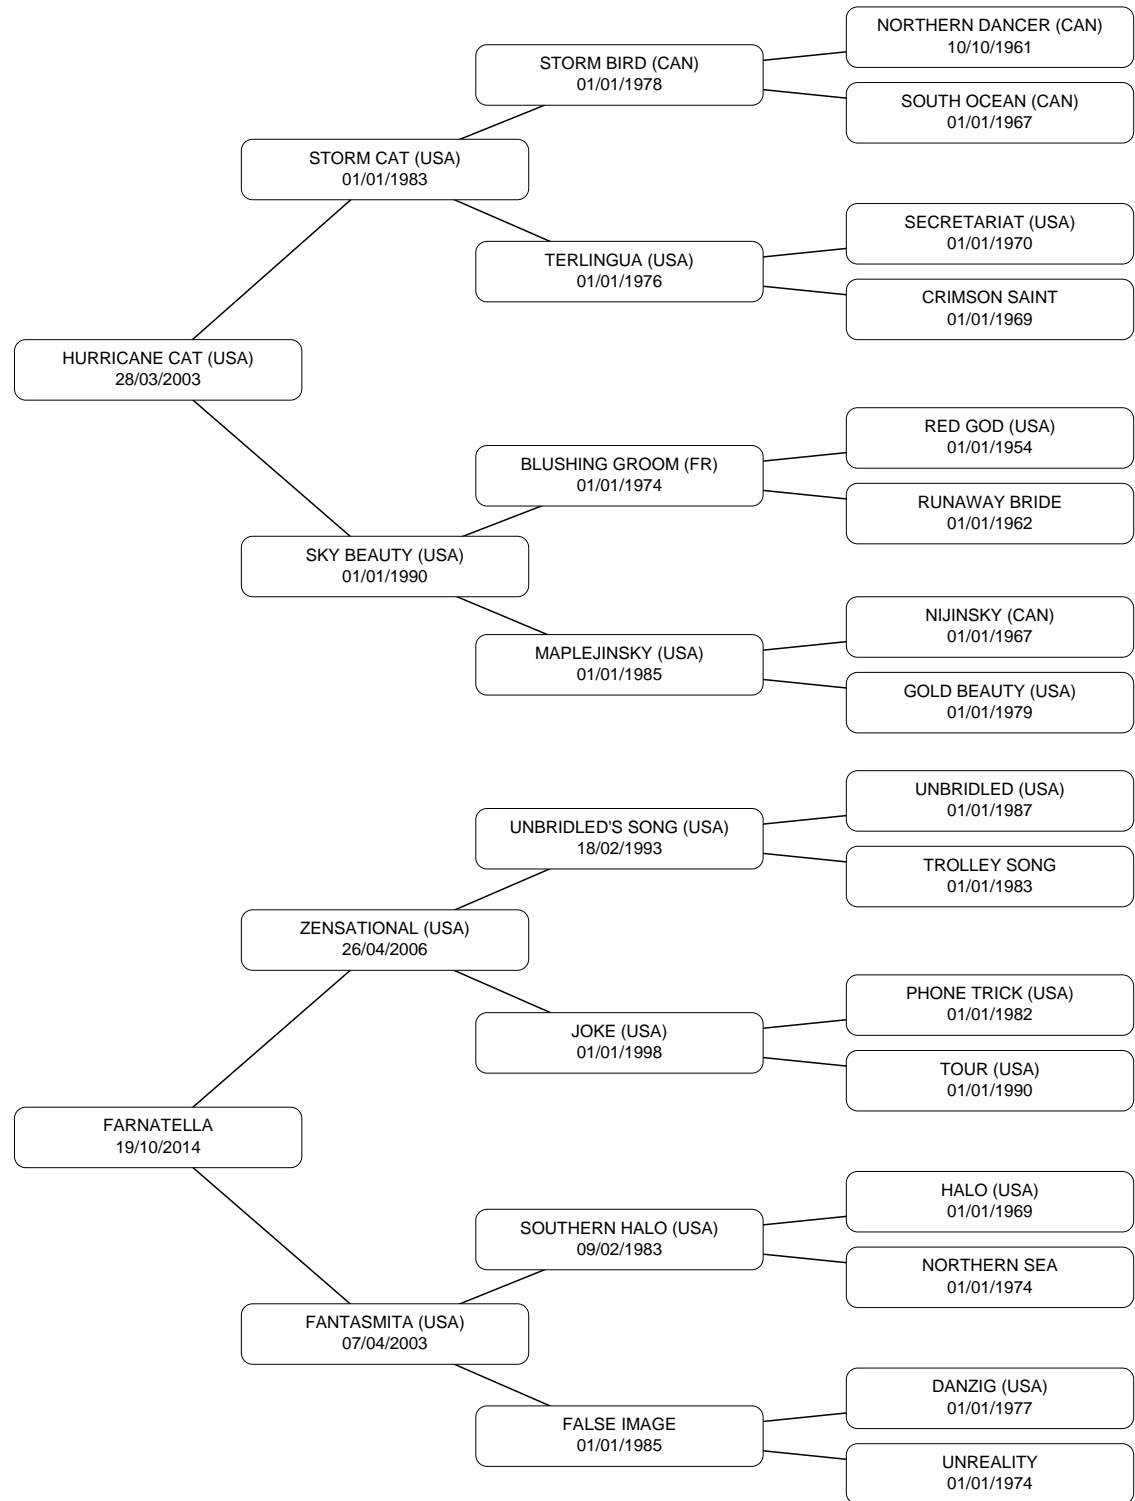 NORTHERN DANCER (CAN)
10/10/1961
STORM BIRD (CAN)
01/01/1978
SOUTH OCEAN (CAN)
01/01/1967
STORM CAT (USA)
01/01/1983
SECRETARIAT (USA)
01/01/1970
TERLINGUA (USA)
01/01/1976
CRIMSON SAINT
01/01/1969
HURRICANE CAT (USA)
28/03/2003
RED GOD (USA)
01/01/1954
BLUSHING GROOM (FR)
01/01/1974
RUNAWAY BRIDE
01/01/1962
SKY BEAUTY (USA)
01/01/1990
NIJINSKY (CAN)
01/01/1967
MAPLEJINSKY (USA)
01/01/1985
GOLD BEAUTY (USA)
01/01/1979
UNBRIDLED (USA)
01/01/1987
UNBRIDLED'S SONG (USA)
18/02/1993
TROLLEY SONG
01/01/1983
ZENSATIONAL (USA)
26/04/2006
PHONE TRICK (USA)
01/01/1982
JOKE (USA)
01/01/1998
TOUR (USA)
01/01/1990
FARNATELLA
19/10/2014
HALO (USA)
01/01/1969
SOUTHERN HALO (USA)
09/02/1983
NORTHERN SEA
01/01/1974
FANTASMITA (USA)
07/04/2003
DANZIG (USA)
01/01/1977
FALSE IMAGE
01/01/1985
UNREALITY
01/01/1974